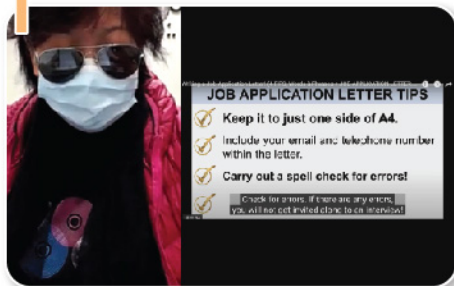 JOB APPLICATION LETTER TIPS
Keep it to just one side of A4.
Include your email and telephone number
within the letter.
Carry out a spell check for errors!
Check for errors. If there are any errors,
you will not get invited along to an interview!